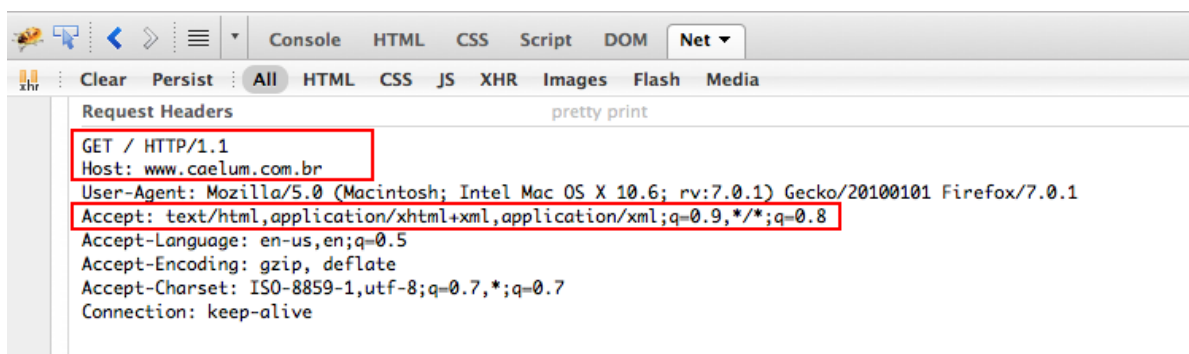 Console HTML CSS Script DOM Net
xhr Clear Persist All HTML CSS JS XHR Images Flash Media
Request Headers pretty print
GET / HTTP/1.1
Host: www.caelum.com.br
User-Agent: Mozilla/5.0 (Macintosh; Intel Mac OS X 10.6; rv:7.0.1) Gecko/20100101 Firefox/7.0.1
Accept: text/html,application/xhtml+xml,application/xml;q=0.9,*/*;q=0.8
Accept-Language: en-us,en;q=0.5
Accept-Encoding: gzip, deflate
Accept-Charset: ISO-8859-1,utf-8;q=0.7,*;q=0.7
Connection: keep-alive